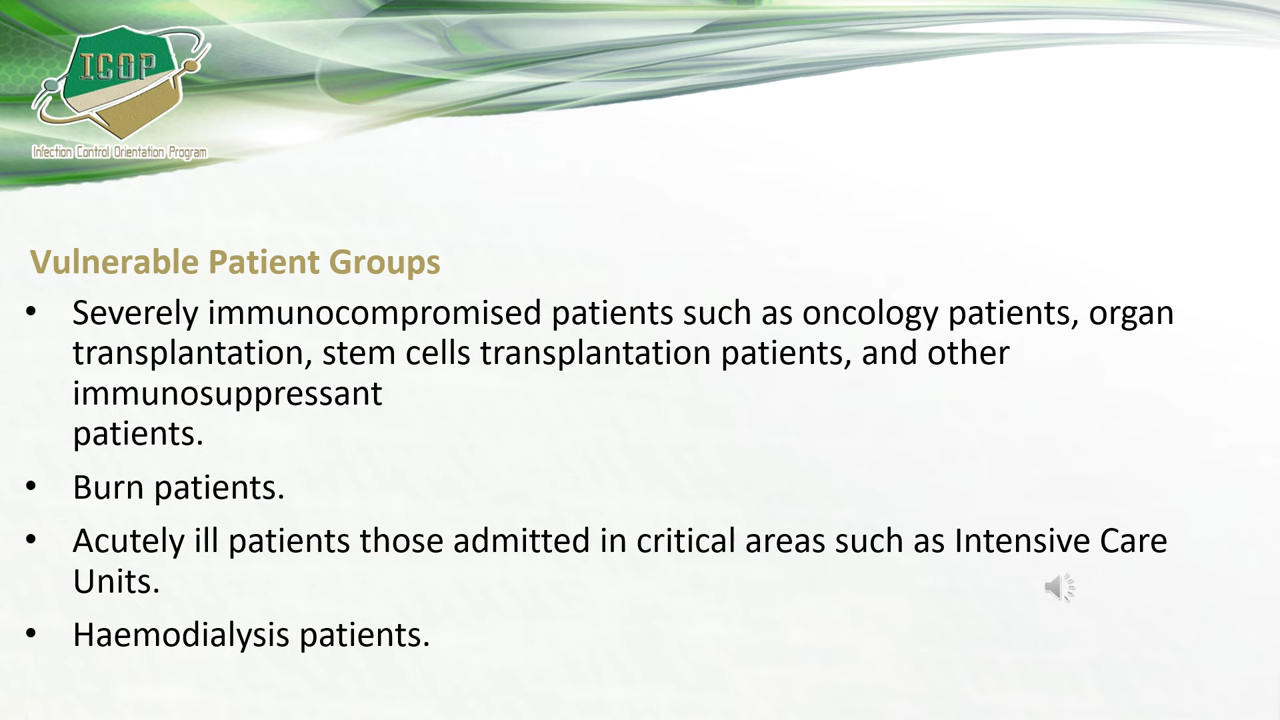 ICOP
Infection Control Orientation Program
Vulnerable Patient Groups
• Severely immunocompromised patients such as oncology patients, organ
transplantation, stem cells transplantation patients, and other
immunosuppressant
patients.
• Burn patients.
• Acutely ill patients those admitted in critical areas such as Intensive Care
Units.
• Haemodialysis patients.